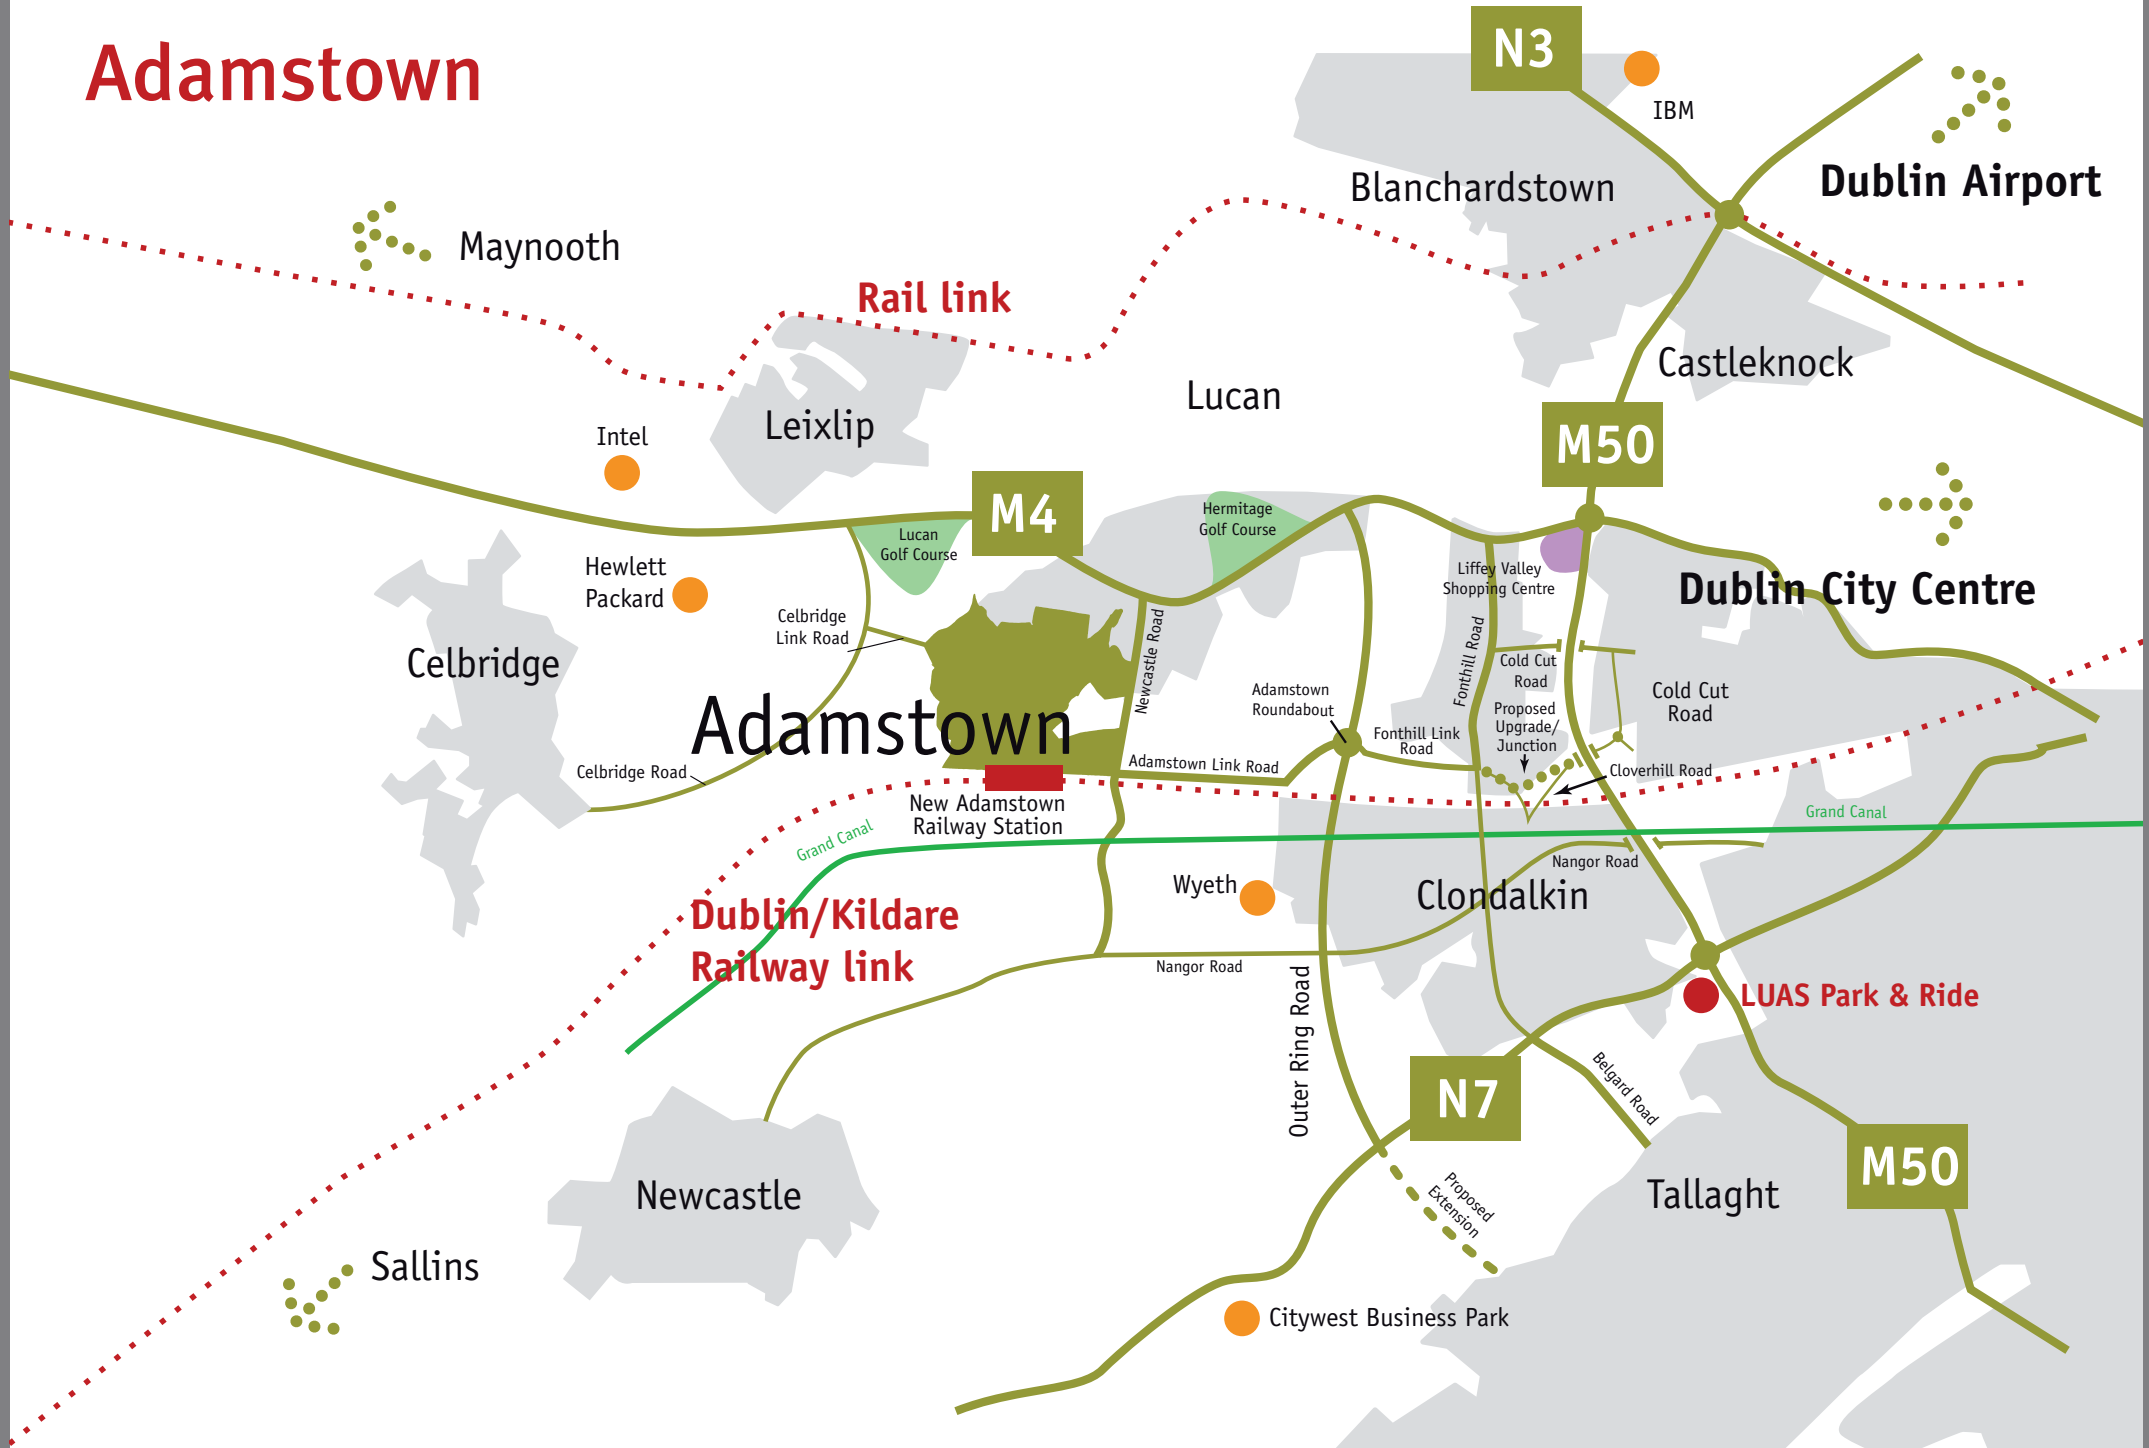 Adamstown
N3
IBM
Dublin Airport
Blanchardstown
Maynooth
Rail link
Castleknock
Lucan
Leixlip
Intel
M50
M4
Hermitage
Golf Course
Lucan
Golf Course
Hewlett
Packard
Liffey Valley
Shopping Centre
Dublin City Centre
Celbridge
Link Road
Celbridge
Newcastle Road
Fonthill Road
Cold Cut
Road
Cold Cut
Road
Adamstown
Roundabout
Proposed
Upgrade/
Junction
Adamstown
Fonthill Link
Road
Celbridge Road
Adamstown Link Road
Cloverhill Road
New Adamstown
Railway Station
Grand Canal
Grand Canal
Nangor Road
Wyeth
Clondalkin
Dublin/Kildare
Railway link
Nangor Road
Outer Ring Road
LUAS Park & Ride
N7
Belgard Road
M50
Newcastle
Tallaght
Proposed
Extension
Sallins
Citywest Business Park